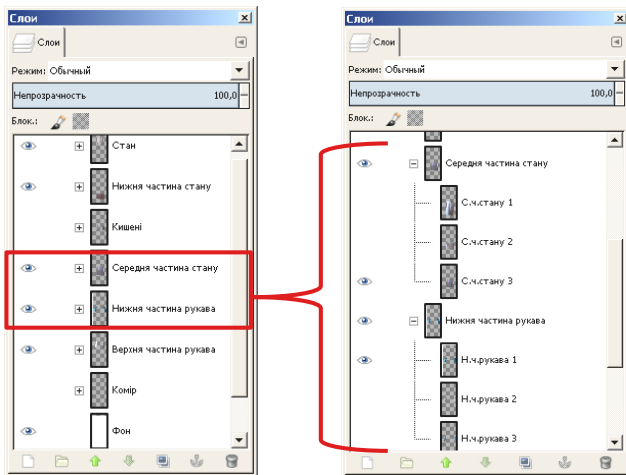 Слои
Слои
Режим: Обычный
Непрозрачность 100,0
Блок.:
Стан
Нижня частина стану
Кишені
Середня частина стану
Нижня частина рукава
Верхня частина рукава
Комір
Фон
Слои
Слои
Режим: Обычный
Непрозрачность 100,0
Блок.:
Середня частина стану
С.ч.стану 1
С.ч.стану 2
С.ч.стану 3
Нижня частина рукава
Н.ч.рукава 1
Н.ч.рукава 2
Н.ч.рукава 3